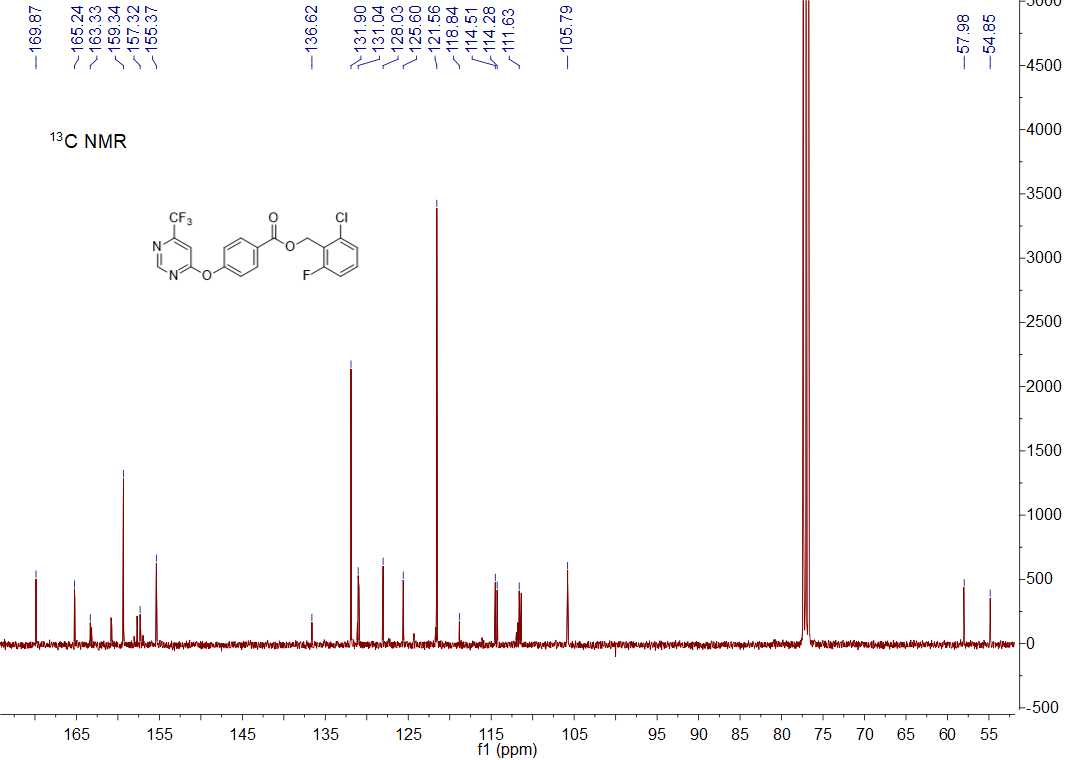 169.87
165.24
163.33
159.34
157.32
155.37
136.62
131.90
131.04
128.03
125.60
121.56
118.84
114.51
114.28
111.63
105.79
57.98
54.85
13C NMR
CF3
N
N
O
O
O
F
Cl
5000
4500
4000
3500
3000
2500
2000
1500
1000
500
0
-500
165 155 145 135 125 115 105 95 90 85 80 75 70 65 60 55
f1 (ppm)